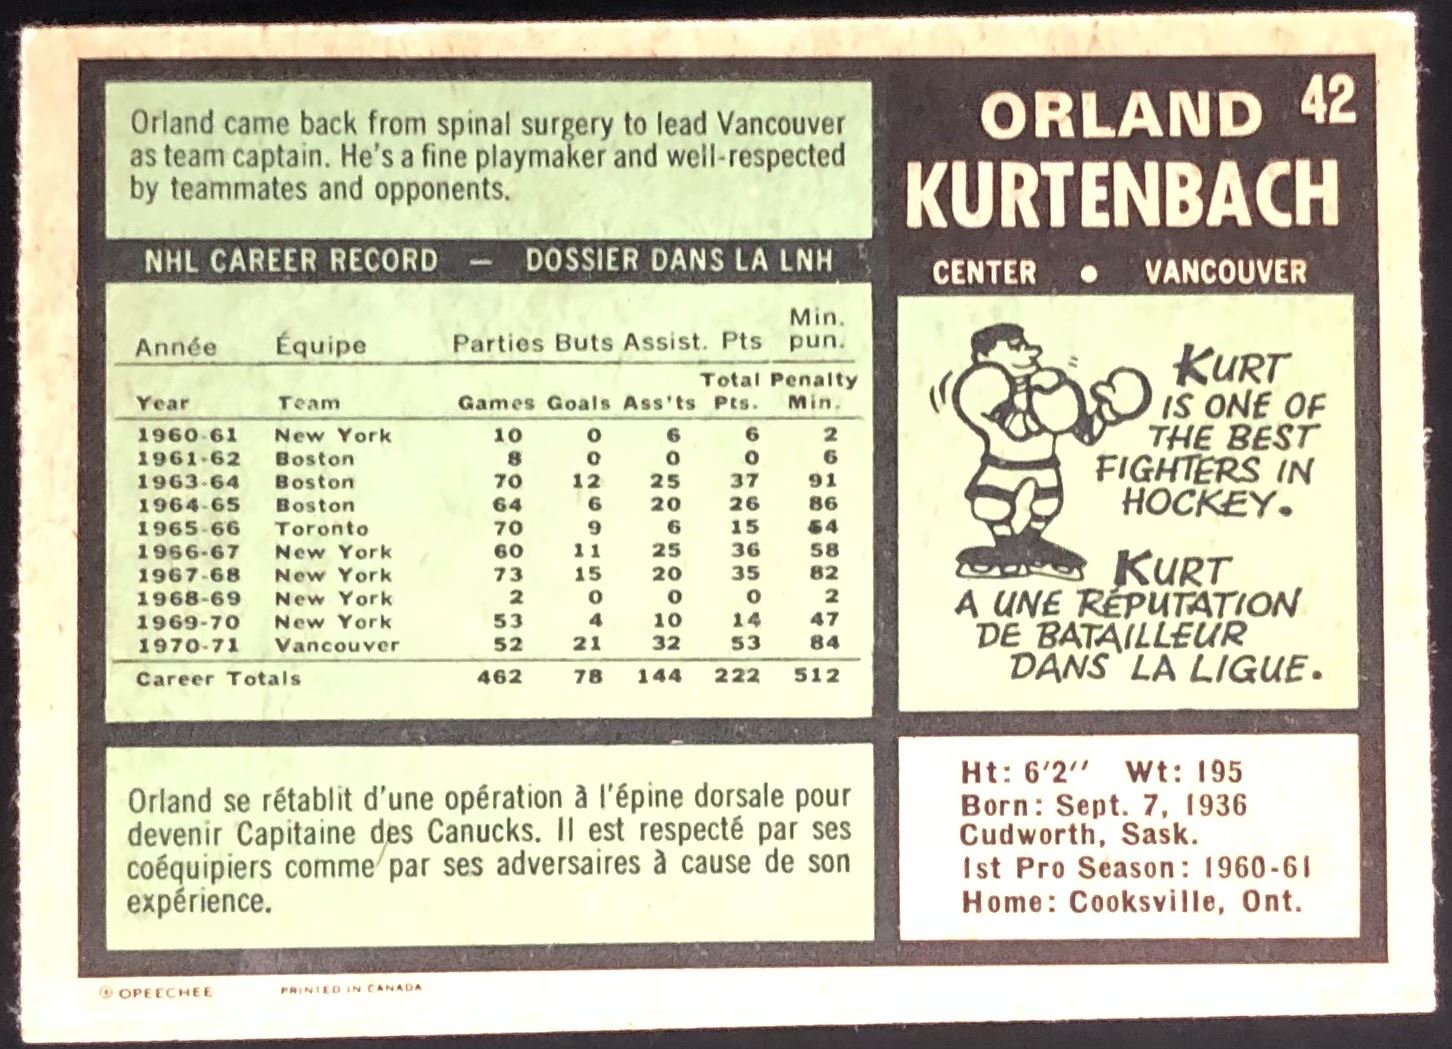 Orland came back from spinal surgery to lead Vancouver
as team captain. He's a fine playmaker and well-respected
by teammates and opponents.
NHL CAREER RECORD — DOSSIER DANS LA LNH
Min.
Année Équipe Parties Buts Assist. Pts pun.
Total Penalty
Year Team Games Goals Ass'ts Pts. Min.
1960-61 New York 10 0 6 6 2
1961-62 Boston 8 0 0 0 6
1963-64 Boston 70 12 25 37 91
1964-65 Boston 64 6 20 26 86
1965-66 Toronto 70 9 6 15 54
1966-67 New York 60 11 25 36 58
1967-68 New York 73 15 20 35 82
1968-69 New York 2 0 0 0 2
1969-70 New York 53 4 10 14 47
1970-71 Vancouver 52 21 32 53 84
Career Totals 462 78 144 222 512
Orland se rétablit d'une opération à l'épine dorsale pour
devenir Capitaine des Canucks. Il est respecté par ses
coéquipiers comme par ses adversaires à cause de son
expérience.
ORLAND 42
KURTENBACH
CENTER ● VANCOUVER
KURT
IS ONE OF
THE BEST
FIGHTERS IN
HOCKEY.
KURT
A UNE RÉPUTATION
DE BATAILLEUR
DANS LA LIGUE.
Ht: 6'2'' Wt: 195
Born: Sept. 7, 1936
Cudworth, Sask.
1st Pro Season: 1960-61
Home: Cooksville, Ont.
© OPEECHEE PRINTED IN CANADA